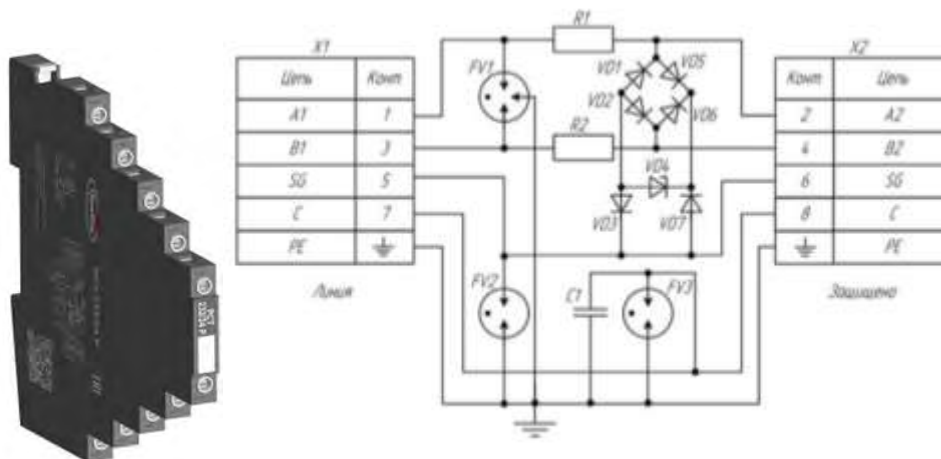 X1
Цепь Конт
A1 1
B1 3
SG 5
C 7
PE
Линия
R1
FV1
VD1
VD5
VD2
VD6
R2
VD4
VD3
VD7
FV2
C1
FV3
X2
Конт Цепь
2 A2
4 B2
6 SG
8 C
PE
Защищено